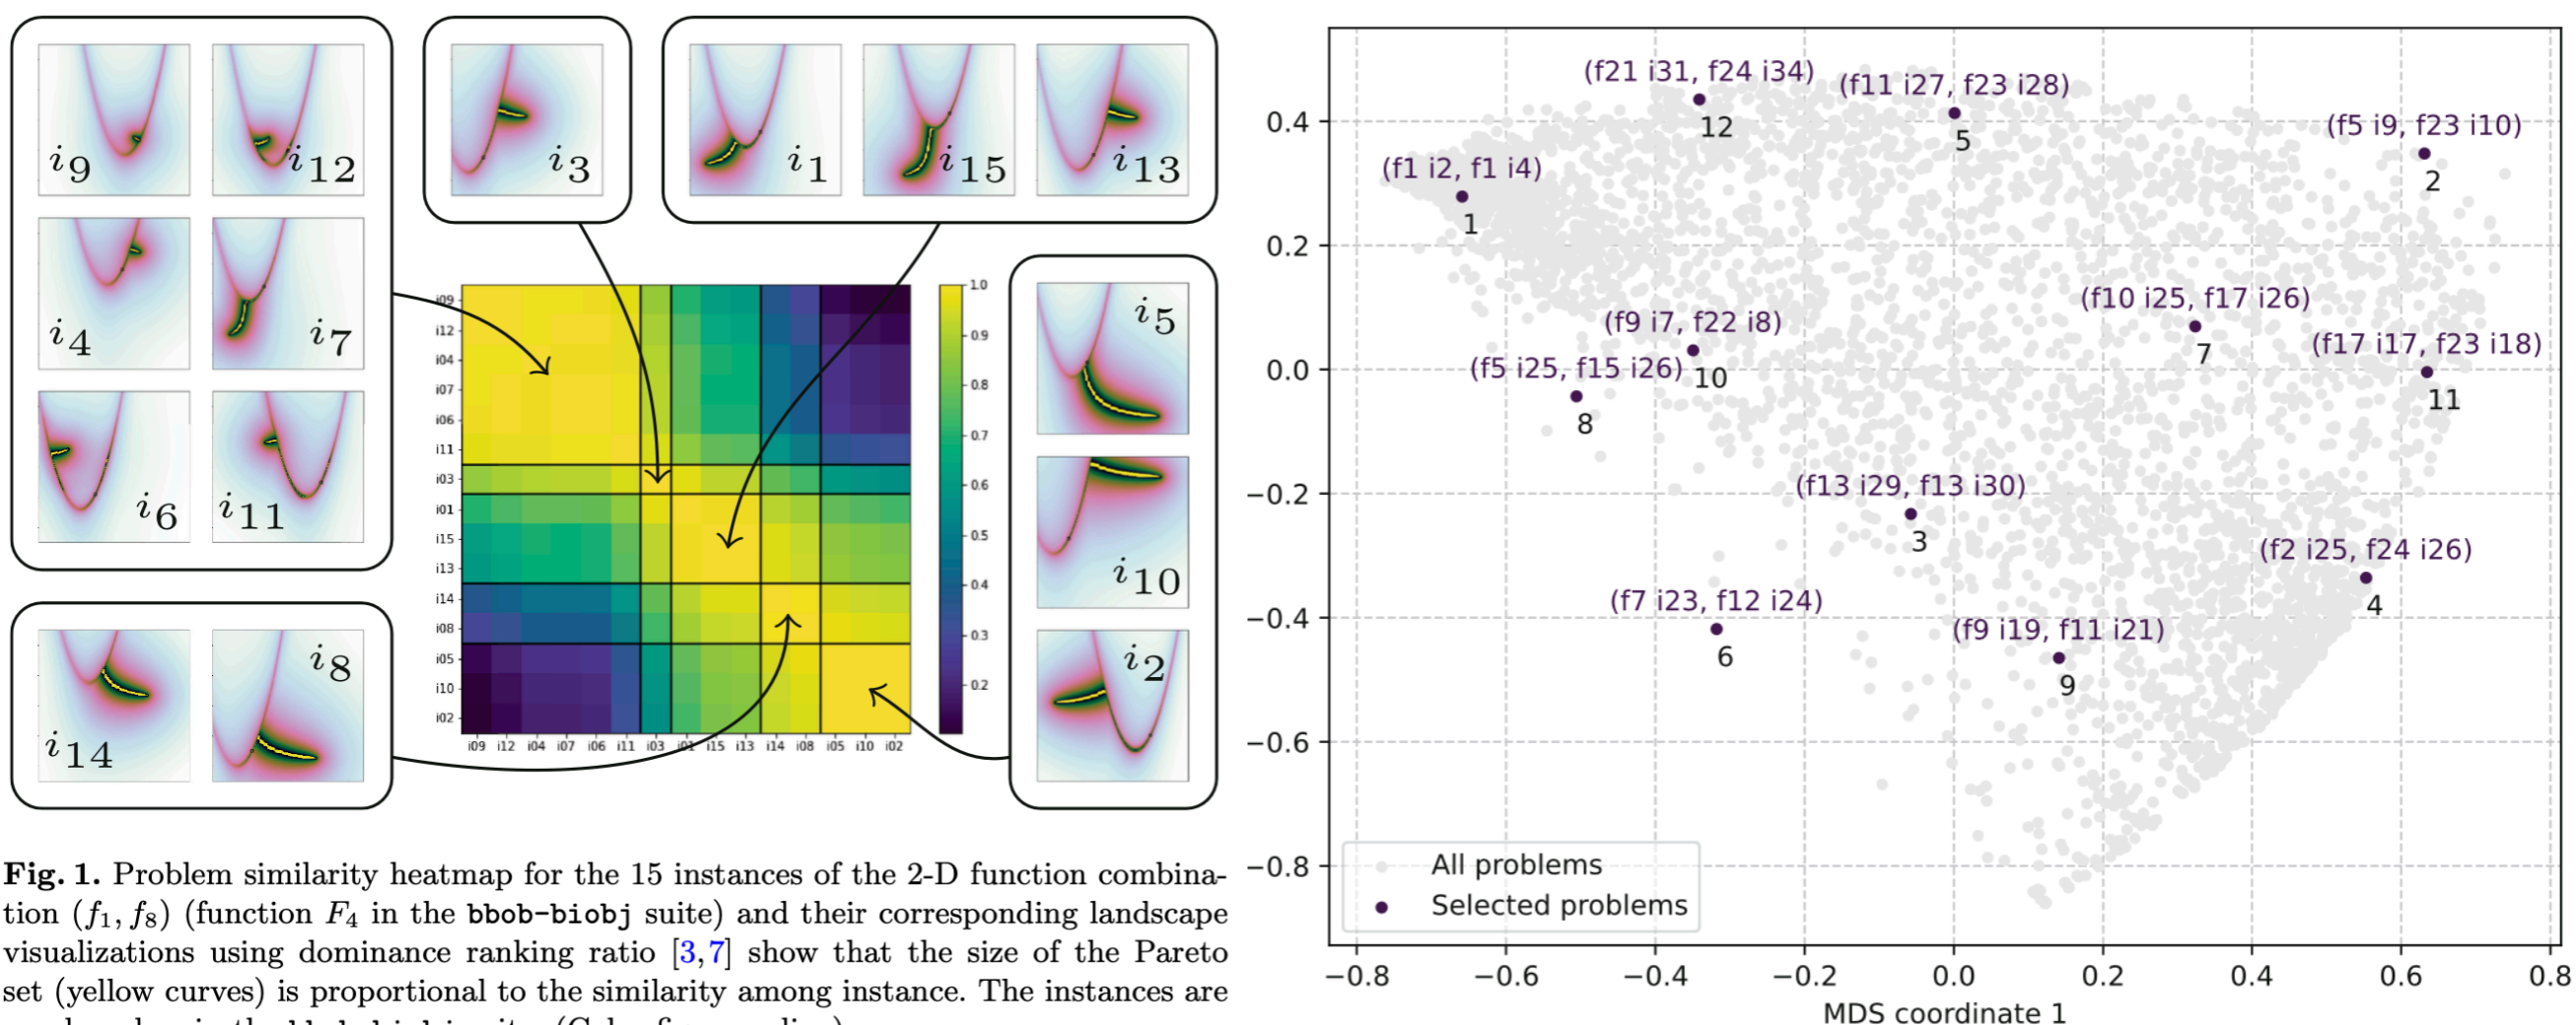 i9
i12
i3
i1
i15
i13
i4
i7
i5
i6
i11
i10
i14
i8
i2
i09
i12
i04
i07
i06
i11
i03
i01
i15
i13
i14
i08
i05
i10
i02
i09 i12 i04 i07 i06 i11 i03 i01 i15 i13 i14 i08 i05 i10 i02
1.0
0.9
0.8
0.7
0.6
0.5
0.4
0.3
0.2
Fig. 1. Problem similarity heatmap for the 15 instances of the 2-D function combina-
tion (f1, f8) (function F4 in the bbob-biobj suite) and their corresponding landscape
visualizations using dominance ranking ratio [3,7] show that the size of the Pareto
set (yellow curves) is proportional to the similarity among instance. The instances are
(f21 i31, f24 i34)
12
(f11 i27, f23 i28)
5
(f5 i9, f23 i10)
2
(f1 i2, f1 i4)
1
(f10 i25, f17 i26)
7
(f9 i7, f22 i8)
10
(f17 i17, f23 i18)
11
(f5 i25, f15 i26)
8
(f13 i29, f13 i30)
3
(f2 i25, f24 i26)
4
(f7 i23, f12 i24)
6
(f9 i19, f11 i21)
9
0.4
0.2
0.0
−0.2
−0.4
−0.6
−0.8
All problems
Selected problems
−0.8 −0.6 −0.4 −0.2 0.0 0.2 0.4 0.6 0.8
MDS coordinate 1